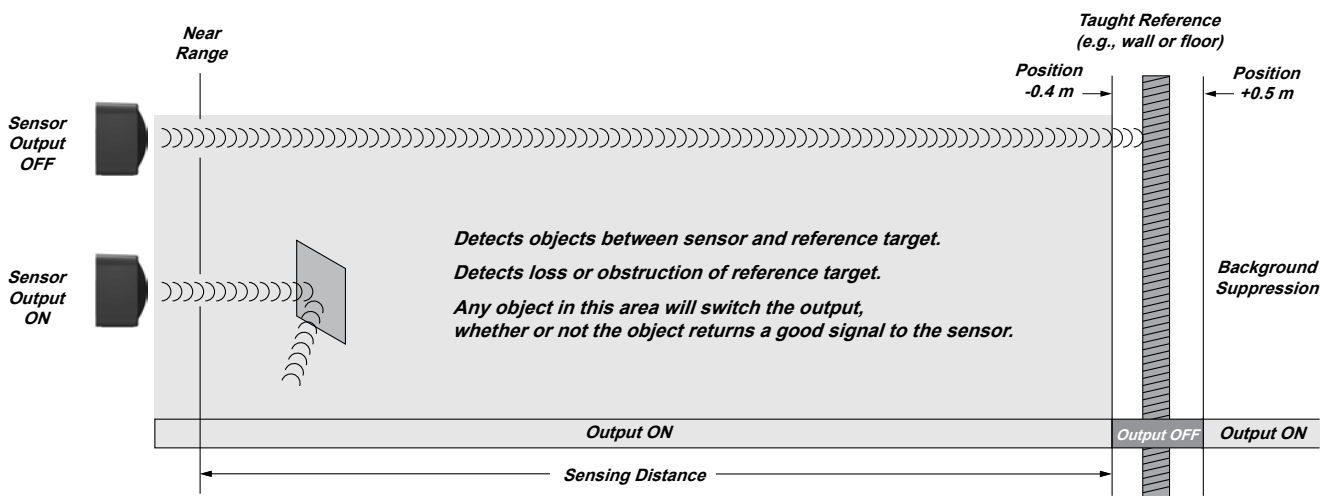 Near
Range
Taught Reference
(e.g., wall or floor)
Position
-0.4 m
Position
+0.5 m
Sensor
Output
OFF
Detects objects between sensor and reference target.
Detects loss or obstruction of reference target.
Any object in this area will switch the output,
whether or not the object returns a good signal to the sensor.
Sensor
Output
ON
Background
Suppression
Output ON
Output OFF
Output ON
Sensing Distance